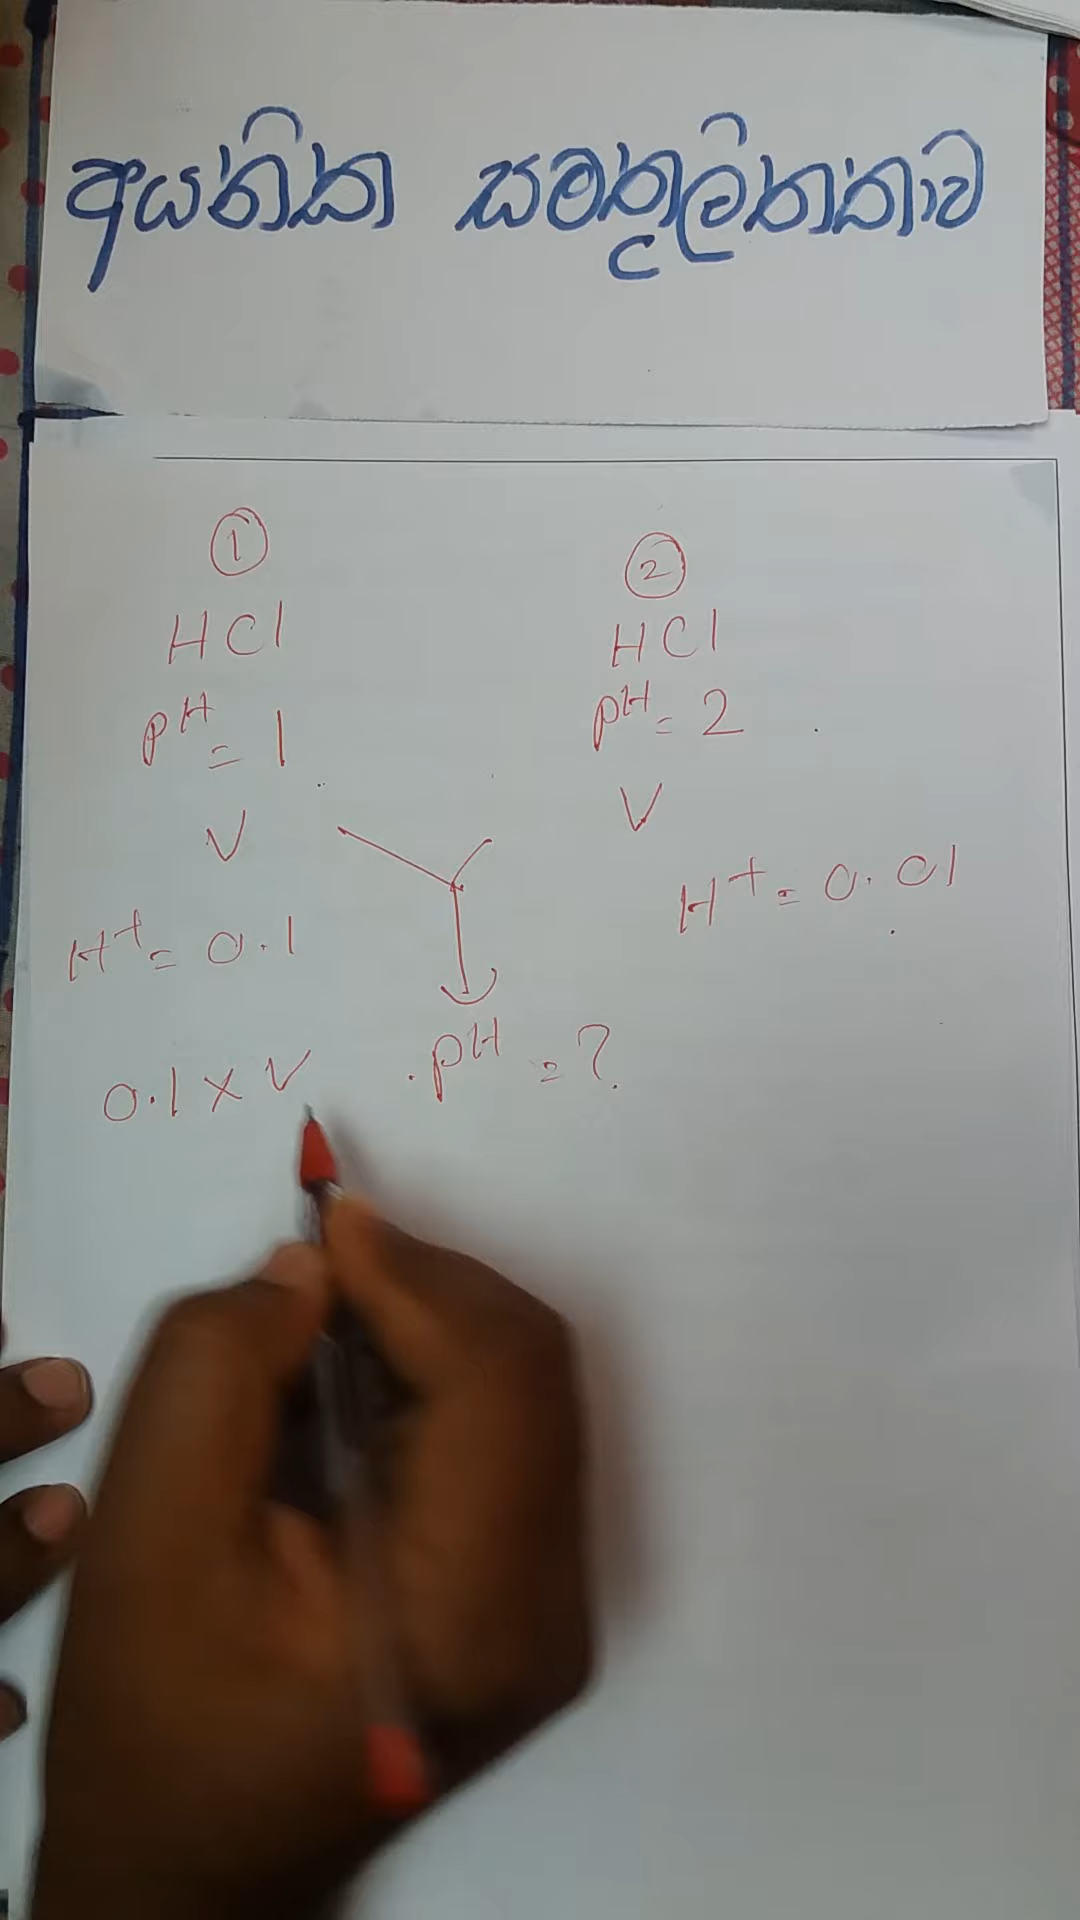 අයනික සමතුලිතතාව
1
HCl
pH = 1
V
H+ = 0.1
0.1 x V
2
HCl
pH = 2
V
H+ = 0.01
pH = ?